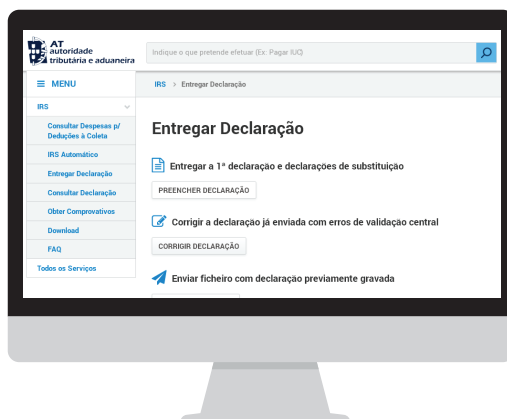 AT
autoridade
tributária e aduaneira
Indique o que pretende efetuar (Ex: Pagar IUC)
MENU
IRS > Entregar Declaração
IRS
Consultar Despesas p/
Deduções à Coleta
IRS Automático
Entregar Declaração
Consultar Declaração
Obter Comprovativos
Download
FAQ
Todos os Serviços
Entregar Declaração
Entregar a 1ª declaração e declarações de substituição
PREENCHER DECLARAÇÃO
Corrigir a declaração já enviada com erros de validação central
CORRIGIR DECLARAÇÃO
Enviar ficheiro com declaração previamente gravada